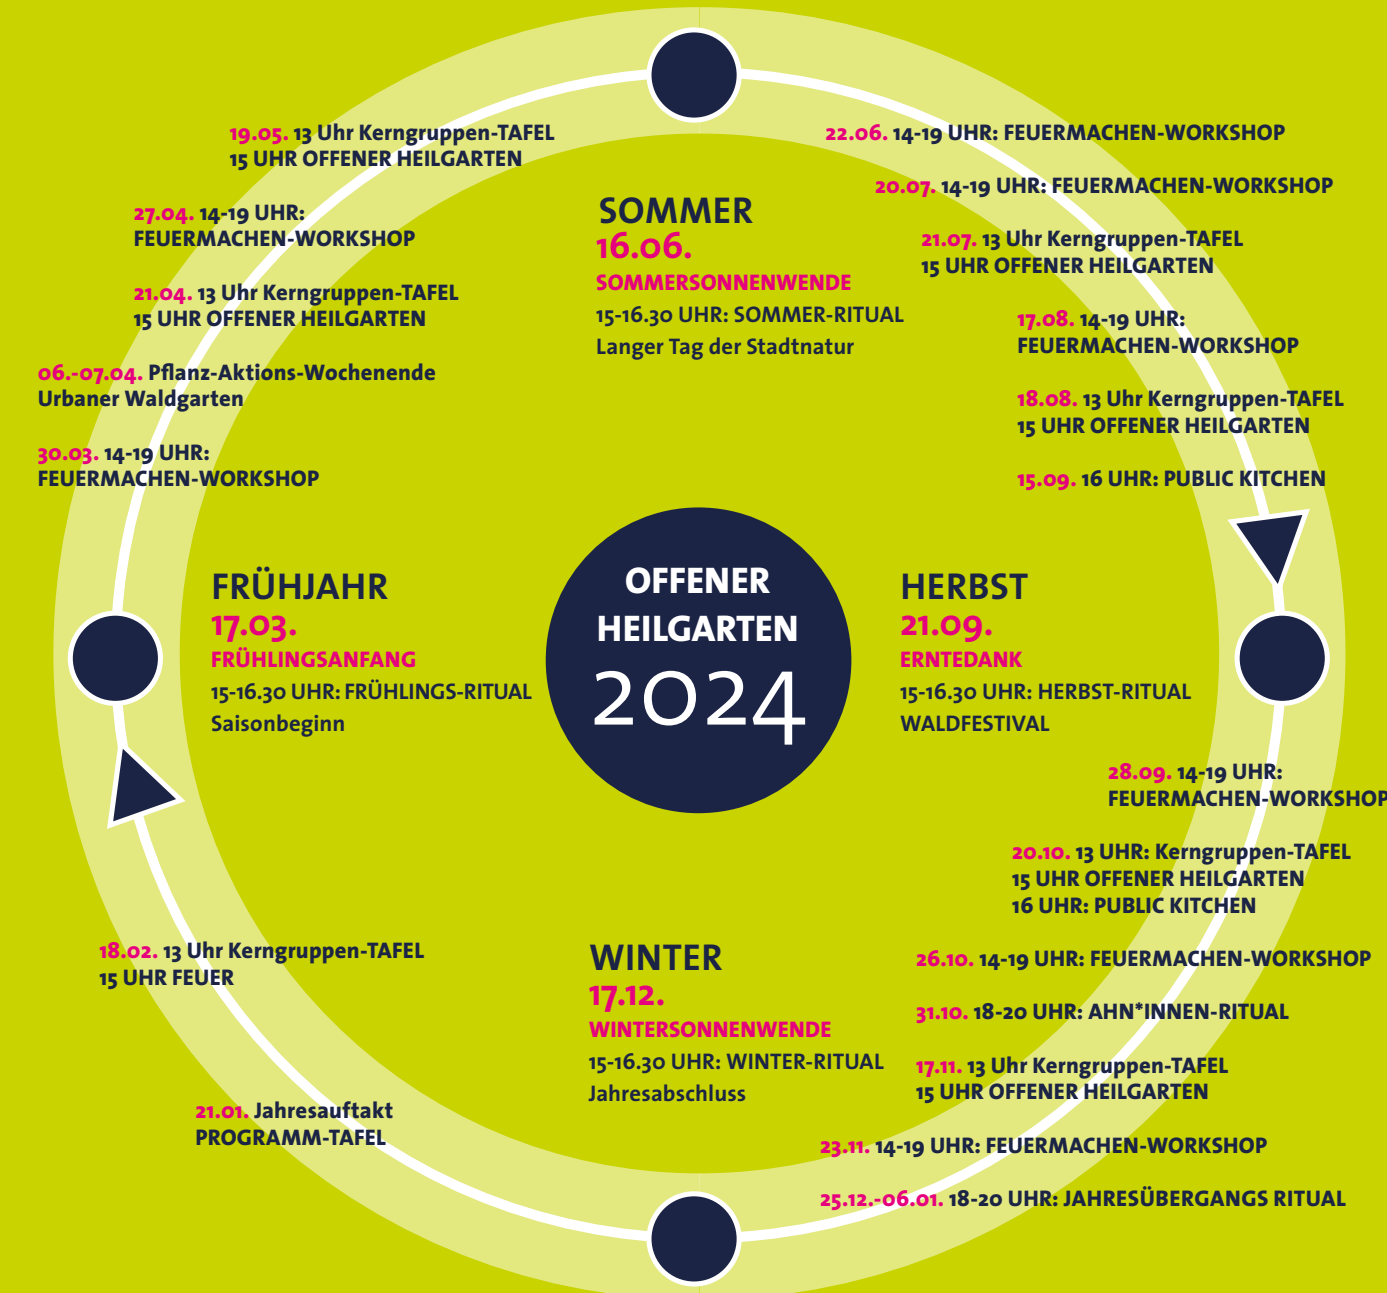 19.05. 13 Uhr Kerngruppen-TAFEL
15 UHR OFFENER HEILGARTEN
27.04. 14-19 UHR:
FEUERMACHEN-WORKSHOP
21.04. 13 Uhr Kerngruppen-TAFEL
15 UHR OFFENER HEILGARTEN
06.-07.04. Pflanz-Aktions-Wochenende
Urbaner Waldgarten
30.03. 14-19 UHR:
FEUERMACHEN-WORKSHOP
SOMMER
16.06.
SOMMERSONNENWENDE
15-16.30 UHR: SOMMER-RITUAL
Langer Tag der Stadtnatur
22.06. 14-19 UHR: FEUERMACHEN-WORKSHOP
20.07. 14-19 UHR: FEUERMACHEN-WORKSHOP
21.07. 13 Uhr Kerngruppen-TAFEL
15 UHR OFFENER HEILGARTEN
17.08. 14-19 UHR:
FEUERMACHEN-WORKSHOP
18.08. 13 Uhr Kerngruppen-TAFEL
15 UHR OFFENER HEILGARTEN
15.09. 16 UHR: PUBLIC KITCHEN
FRÜHJAHR
17.03.
FRÜHLINGSANFANG
15-16.30 UHR: FRÜHLINGS-RITUAL
Saisonbeginn
OFFENER
HEILGARTEN
2024
HERBST
21.09.
ERNTEDANK
15-16.30 UHR: HERBST-RITUAL
WALDFESTIVAL
28.09. 14-19 UHR:
FEUERMACHEN-WORKSHOP
20.10. 13 UHR: Kerngruppen-TAFEL
15 UHR OFFENER HEILGARTEN
16 UHR: PUBLIC KITCHEN
26.10. 14-19 UHR: FEUERMACHEN-WORKSHOP
31.10. 18-20 UHR: AHN*INNEN-RITUAL
17.11. 13 Uhr Kerngruppen-TAFEL
15 UHR OFFENER HEILGARTEN
23.11. 14-19 UHR: FEUERMACHEN-WORKSHOP
25.12.-06.01. 18-20 UHR: JAHRESÜBERGANGS RITUAL
WINTER
17.12.
WINTERSONNENWENDE
15-16.30 UHR: WINTER-RITUAL
Jahresabschluss
18.02. 13 Uhr Kerngruppen-TAFEL
15 UHR FEUER
21.01. Jahresauftakt
PROGRAMM-TAFEL